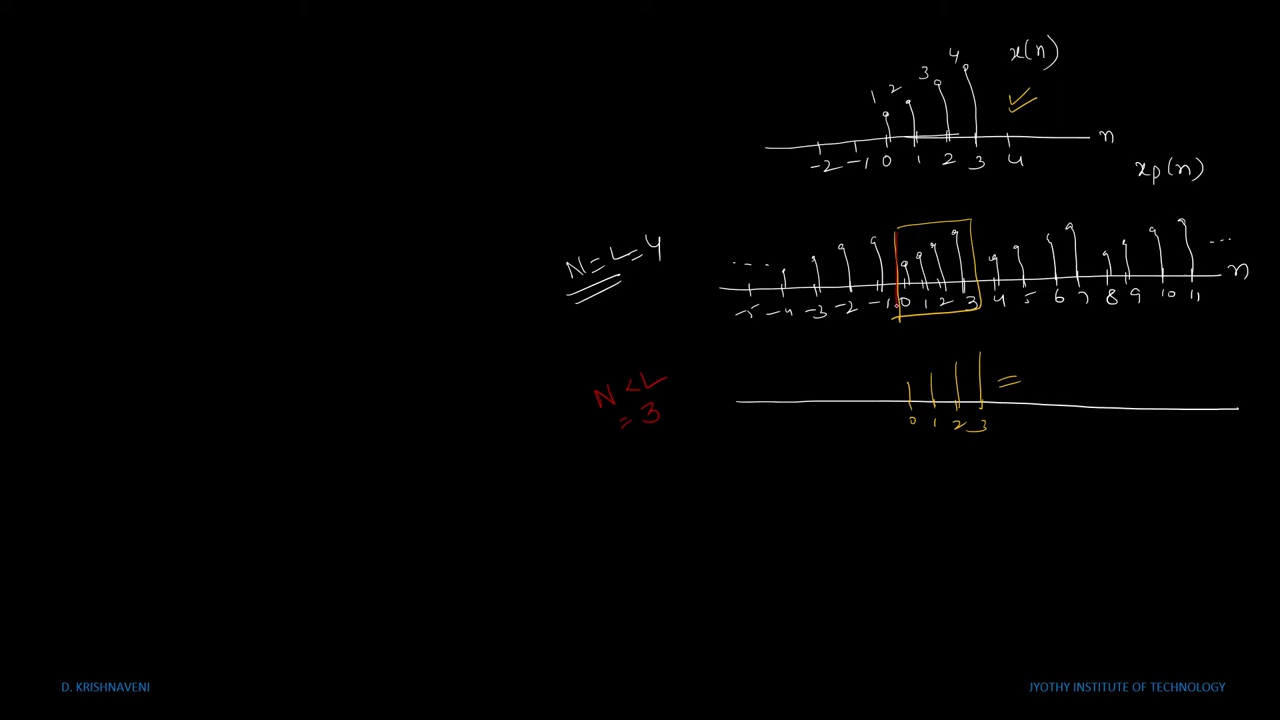 x(n)
1 2 3 4
-2 -1 0 1 2 3 4 n
xp(n)
N=L=4
... ...
-5 -4 -3 -2 -1 0 1 2 3 4 5 6 7 8 9 10 11 n
N<L
= 3
=
0 1 2 3
D. KRISHNAVENI
JYOTHY INSTITUTE OF TECHNOLOGY